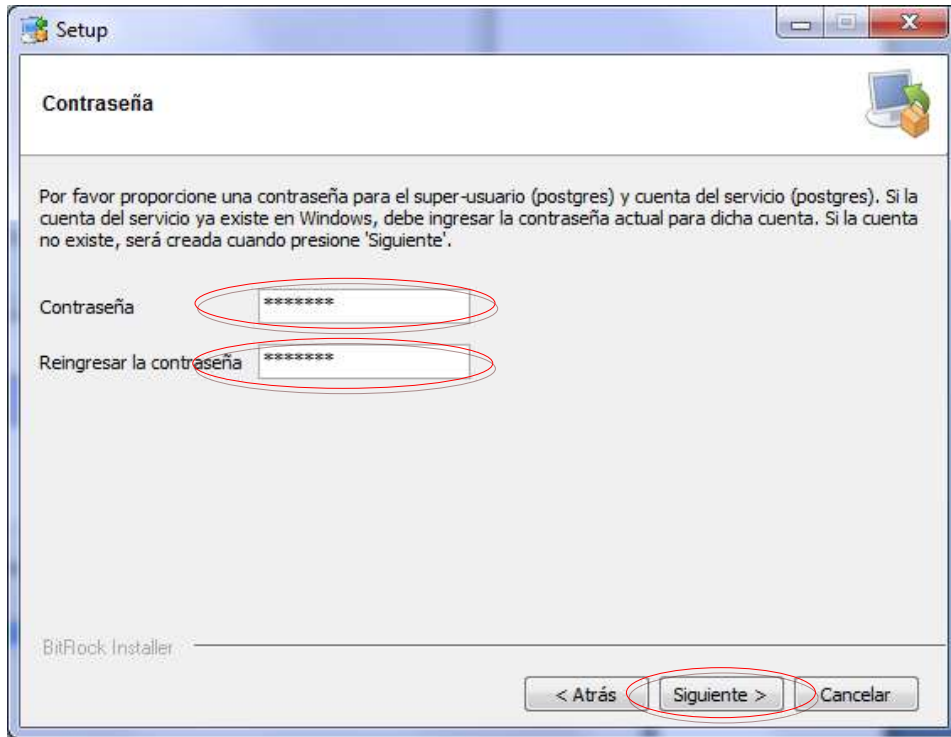 Setup
Contraseña
Por favor proporcione una contraseña para el super-usuario (postgres) y cuenta del servicio (postgres). Si la
cuenta del servicio ya existe en Windows, debe ingresar la contraseña actual para dicha cuenta. Si la cuenta
no existe, será creada cuando presione 'Siguiente'.
Contraseña *******
Reingresar la contraseña *******
BitRock Installer
< Atrás Siguiente > Cancelar